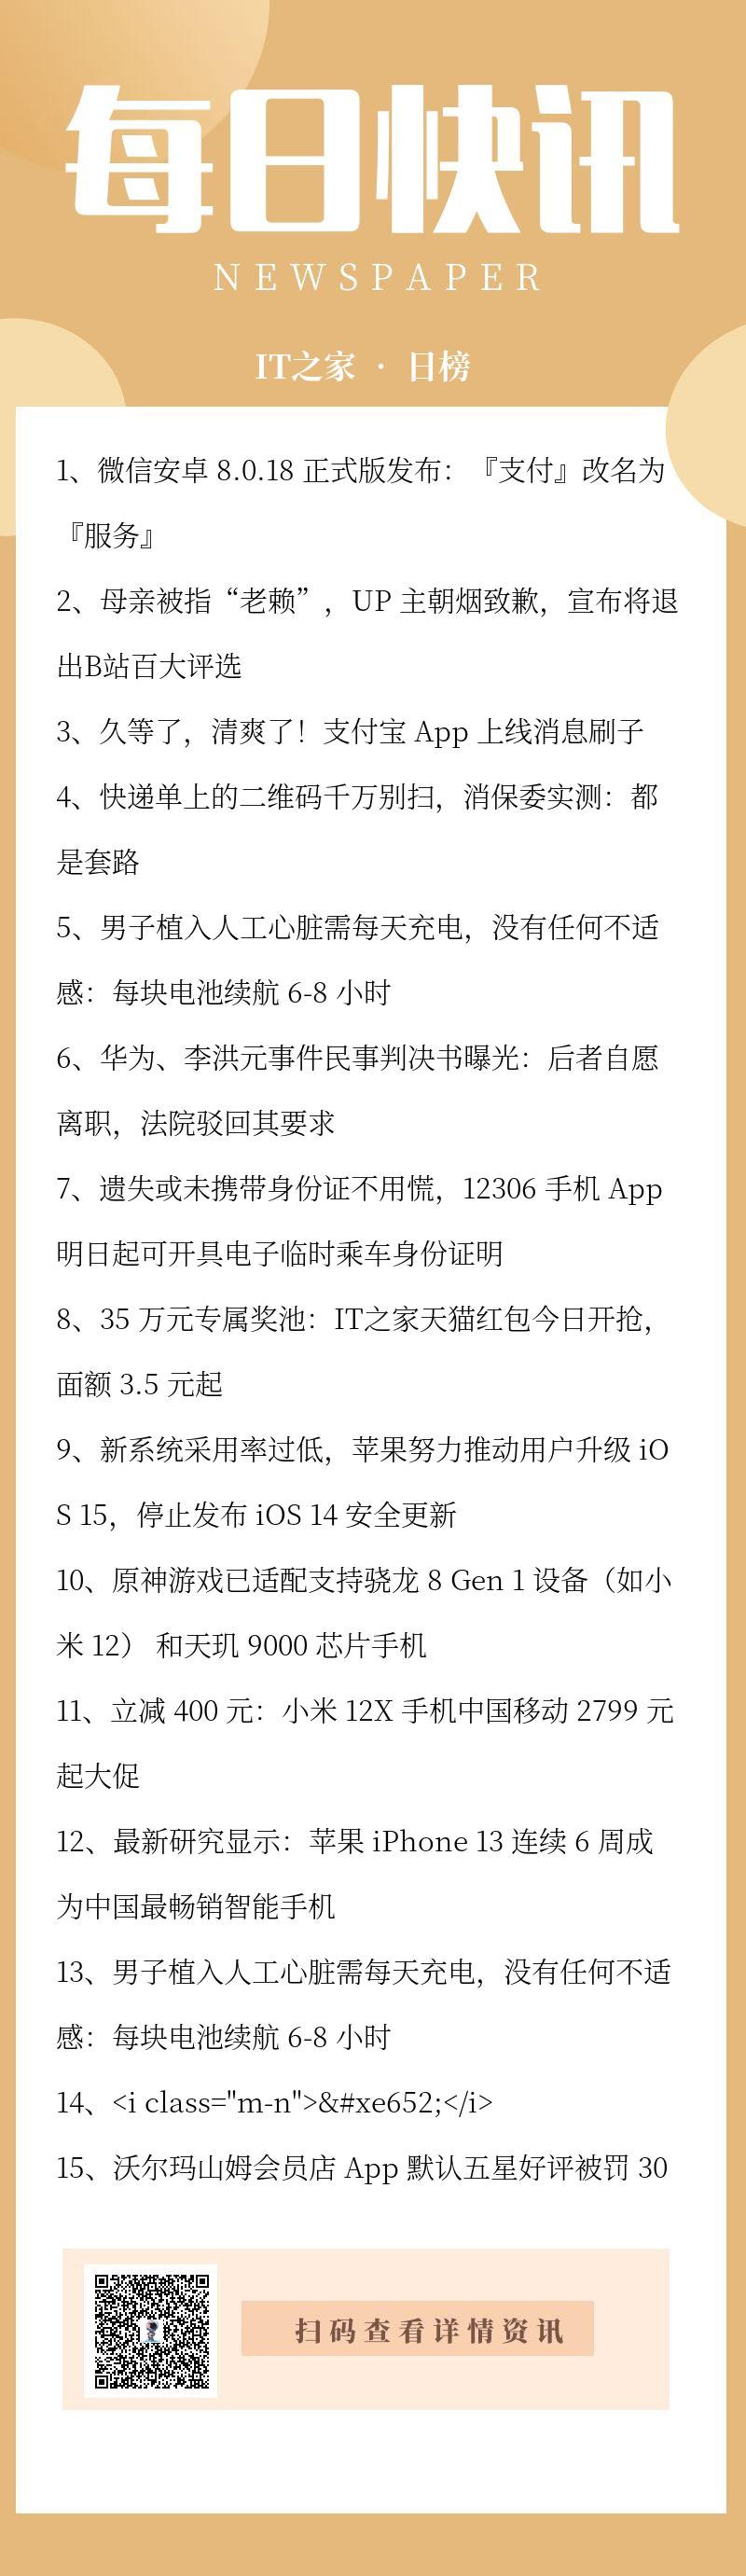 每日快讯
NEWSPAPER
IT之家 · 日榜
1、微信安卓 8.0.18 正式版发布：『支付』改名为
『服务』
2、母亲被指“老赖”，UP 主朝烟致歉，宣布将退
出B站百大评选
3、久等了，清爽了！支付宝 App 上线消息刷子
4、快递单上的二维码千万别扫，消保委实测：都
是套路
5、男子植入人工心脏需每天充电，没有任何不适
感：每块电池续航 6-8 小时
6、华为、李洪元事件民事判决书曝光：后者自愿
离职，法院驳回其要求
7、遗失或未携带身份证不用慌，12306 手机 App
明日起可开具电子临时乘车身份证明
8、35 万元专属奖池：IT之家天猫红包今日开抢，
面额 3.5 元起
9、新系统采用率过低，苹果努力推动用户升级 iO
S 15，停止发布 iOS 14 安全更新
10、原神游戏已适配支持骁龙 8 Gen 1 设备（如小
米 12） 和天玑 9000 芯片手机
11、立减 400 元：小米 12X 手机中国移动 2799 元
起大促
12、最新研究显示：苹果 iPhone 13 连续 6 周成
为中国最畅销智能手机
13、男子植入人工心脏需每天充电，没有任何不适
感：每块电池续航 6-8 小时
14、<i class="m-n">&#xe652;</i>
15、沃尔玛山姆会员店 App 默认五星好评被罚 30
扫码查看详情资讯